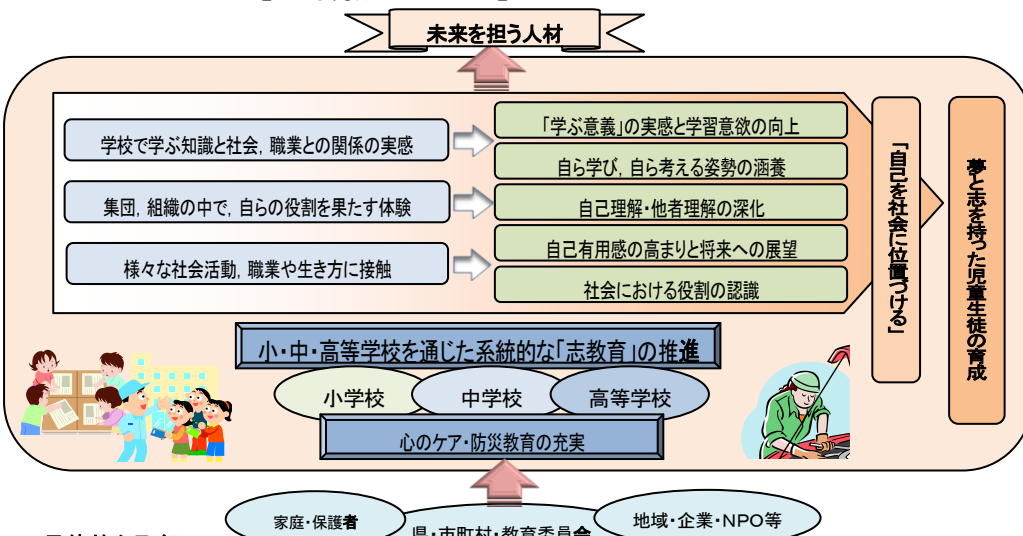 未来を担う人材
学校で学ぶ知識と社会，職業との関係の実感
集団，組織の中で，自らの役割を果たす体験
様々な社会活動，職業や生き方に接触
「学ぶ意義」の実感と学習意欲の向上
自ら学び，自ら考える姿勢の涵養
自己理解・他者理解の深化
自己有用感の高まりと将来への展望
社会における役割の認識
「自己を社会に位置づける」
夢と志を持った児童生徒の育成
小・中・高等学校を通じた系統的な「志教育」の推進
小学校
中学校
高等学校
心のケア・防災教育の充実
家庭・保護者
県・市町村・教育委員会
地域・企業・NPO等